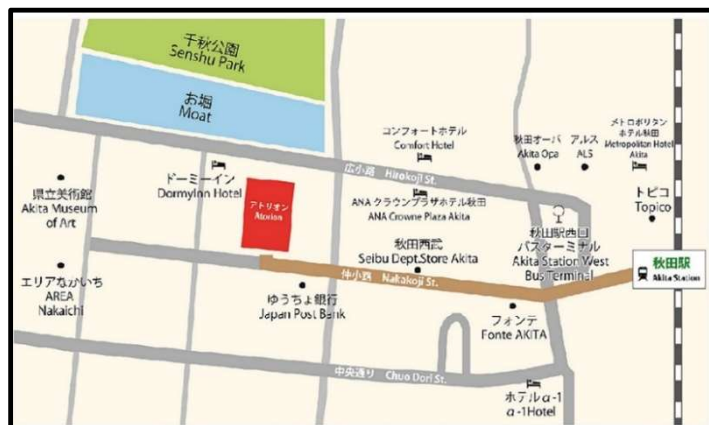 千秋公園
Senshu Park
お堀
Moat
コンフォートホテル
Comfort Hotel
秋田オーパ
Akita Opa
アルス
ALS
メトロポリタン
ホテル秋田
Metropolitan Hotel
Akita
県立美術館
Akita Museum
of Art
ドーミーイン
DormyInn Hotel
アトリオン
Atorion
広小路 Hirokoji St.
ANA クラウンプラザホテル秋田
ANA Crowne Plaza Akita
トピコ
Topico
秋田西武
Seibu Dept.Store Akita
秋田駅西口
バスターミナル
Akita Station West
Bus Terminal
秋田駅
Akita Station
エリアなかいち
AREA
Nakaichi
仲小路 Nakakoji St.
ゆうちょ銀行
Japan Post Bank
フォンテ
Fonte AKITA
中央通り Chuo Dori St.
ホテルα-1
α-1Hotel